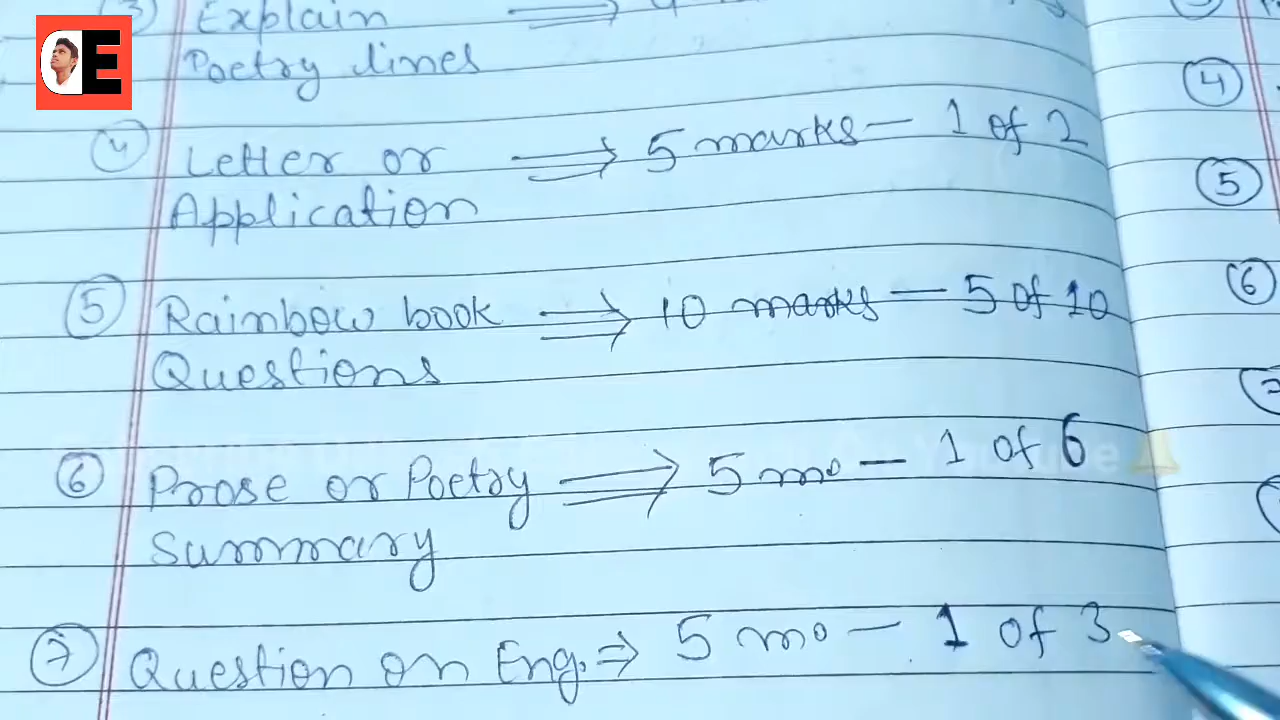 E
③ Explain ⇒
Poetry lines
④ Letter or ⇒ 5 marks — 1 of 2
Application
⑤ Rainbow book ⇒ 10 marks — 5 of 10
Questions
⑥ Prose or Poetry ⇒ 5 mo — 1 of 6
Summary
⑦ Question on Eng. ⇒ 5 mo — 1 of 3
④
⑤
⑥